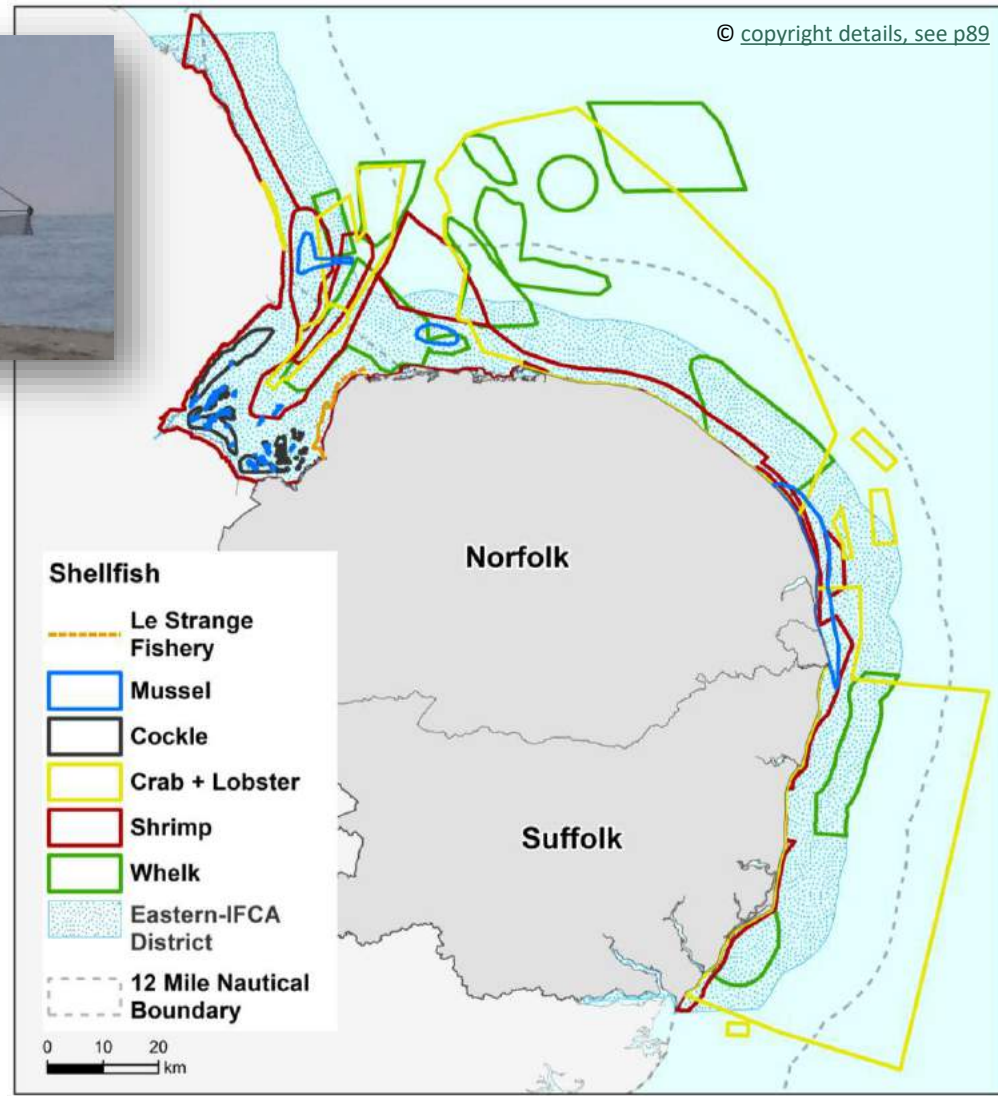 © copyright details, see p89
Norfolk
Suffolk
Shellfish
Le Strange
Fishery
Mussel
Cockle
Crab + Lobster
Shrimp
Whelk
Eastern-IFCA
District
12 Mile Nautical
Boundary
0 10 20
km